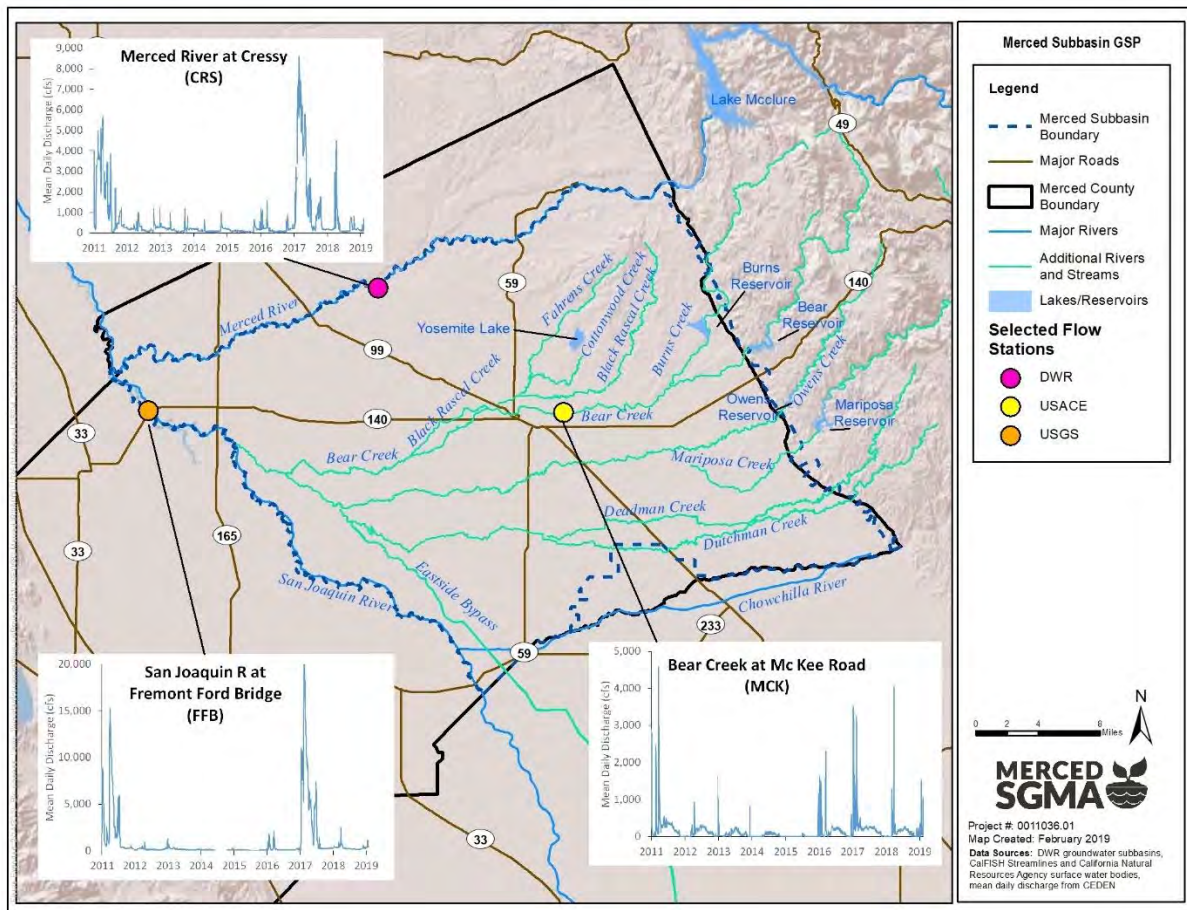 Merced River at Cressy
(CRS)
Mean Daily Discharge (cfs)
9,000
8,000
7,000
6,000
5,000
4,000
3,000
2,000
1,000
0
2011 2012 2013 2014 2015 2016 2017 2018 2019
Lake Mcclure
49
59
140
Merced River
99
Fahrens Creek
Cottonwood Creek
Black Rascal Creek
Burns Creek
Burns
Reservoir
Bear
Reservoir
Yosemite Lake
Owens Creek
Owens
Reservoir
Mariposa
Reservoir
Black Rascal Creek
Bear Creek
Bear Creek
140
33
Mariposa Creek
Deadman Creek
Dutchman Creek
165
33
Eastside Bypass
San Joaquin River
Chowchilla River
233
59
33
San Joaquin R at
Fremont Ford Bridge
(FFB)
Mean Daily Discharge (cfs)
20,000
15,000
10,000
5,000
0
2011 2012 2013 2014 2015 2016 2017 2018 2019
Bear Creek at Mc Kee Road
(MCK)
Mean Daily Discharge (cfs)
5,000
4,000
3,000
2,000
1,000
0
2011 2012 2013 2014 2015 2016 2017 2018 2019
Merced Subbasin GSP
Legend
Merced Subbasin
Boundary
Major Roads
Merced County
Boundary
Major Rivers
Additional Rivers
and Streams
Lakes/Reservoirs
Selected Flow
Stations
DWR
USACE
USGS
N
0 2 4 8
Miles
MERCED
SGMA
Project #: 0011036.01
Map Created: February 2019
Data Sources: DWR groundwater subbasins,
CalFISH Streamlines and California Natural
Resources Agency surface water bodies,
mean daily discharge from CEDEN